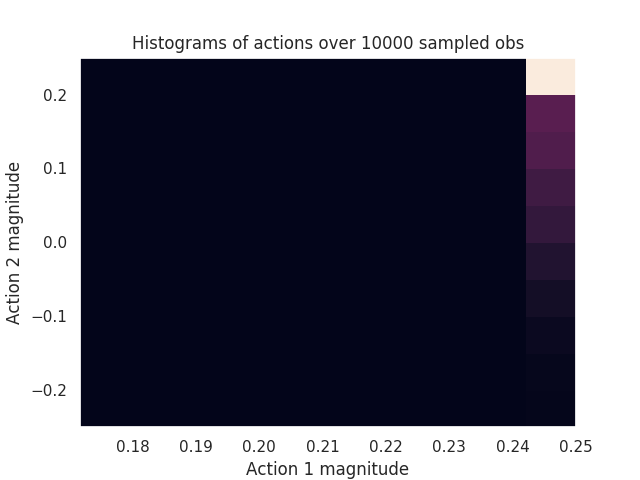 Histograms of actions over 10000 sampled obs
0.2
0.1
0.0
−0.1
−0.2
Action 2 magnitude
0.18 0.19 0.20 0.21 0.22 0.23 0.24 0.25
Action 1 magnitude